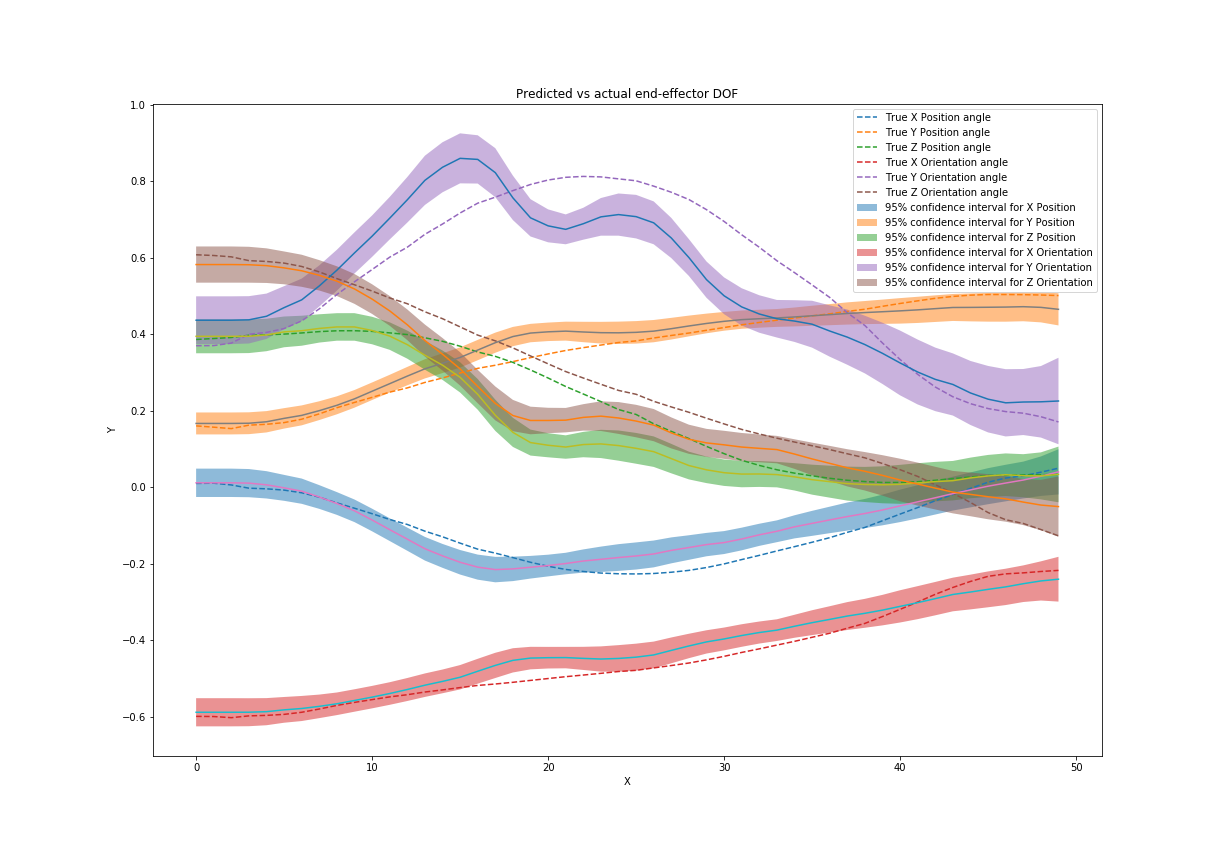 Predicted vs actual end-effector DOF
1.0
0.8
0.6
0.4
0.2
0.0
−0.2
−0.4
−0.6
Y
0
10
20
30
40
50
X
True X Position angle
True Y Position angle
True Z Position angle
True X Orientation angle
True Y Orientation angle
True Z Orientation angle
95% confidence interval for X Position
95% confidence interval for Y Position
95% confidence interval for Z Position
95% confidence interval for X Orientation
95% confidence interval for Y Orientation
95% confidence interval for Z Orientation